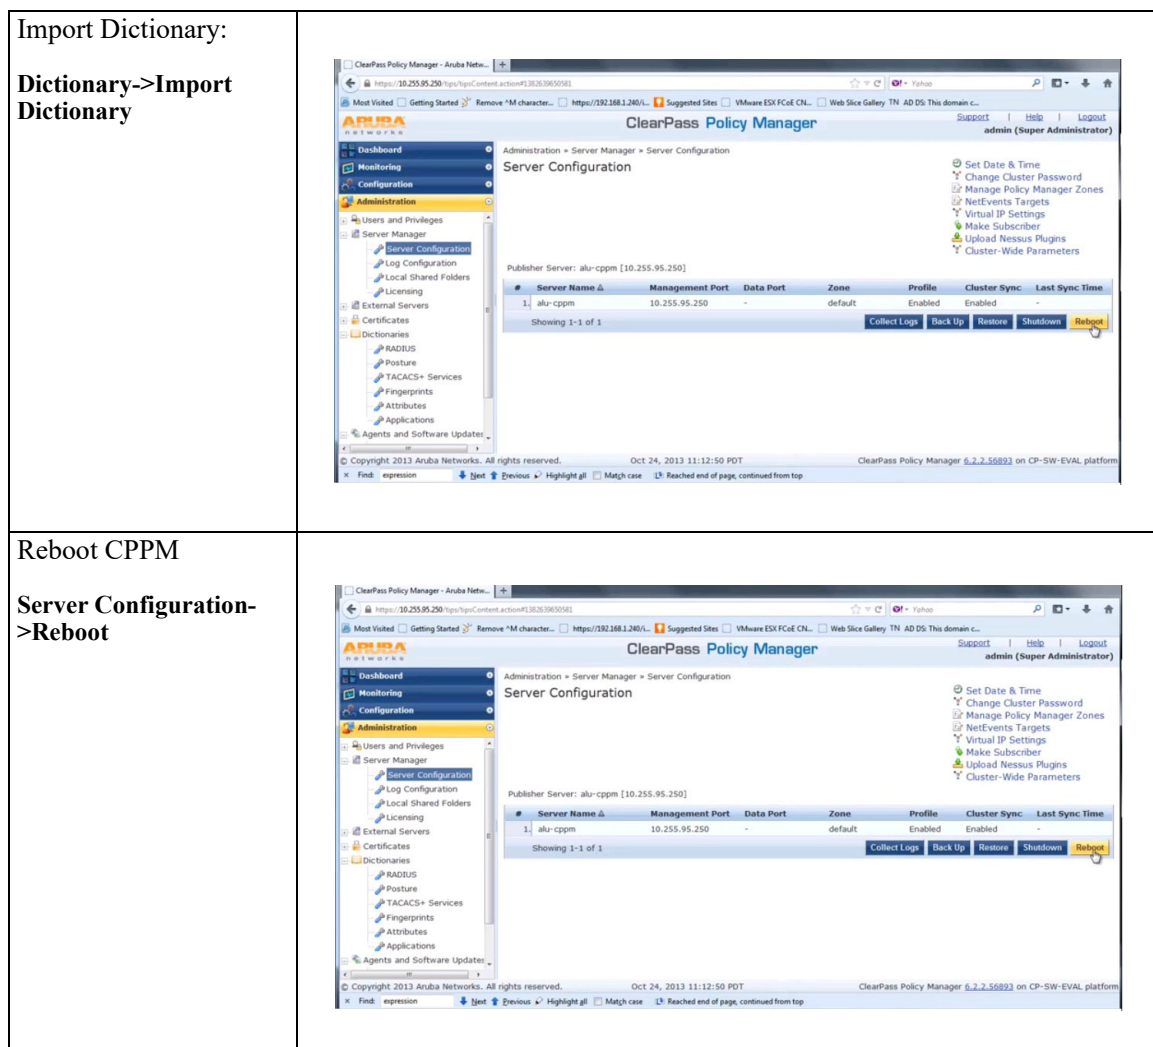 Import Dictionary:
Dictionary->Import
Dictionary
ClearPass Policy Manager - Aruba Netw...
https://10.255.95.250/tips/tipsContent.action#1382639650581
Yahoo
Most Visited Getting Started Remove ^M character... https://192.168.1.240/i... Suggested Sites VMware ESX FCoE CN... Web Slice Gallery TN AD DS: This domain c...
ARUBA
networks
ClearPass Policy Manager
Support | Help | Logout
admin (Super Administrator)
Dashboard
Monitoring
Configuration
Administration
Users and Privileges
Server Manager
Server Configuration
Log Configuration
Local Shared Folders
Licensing
External Servers
Certificates
Dictionaries
RADIUS
Posture
TACACS+ Services
Fingerprints
Attributes
Applications
Agents and Software Updates
Administration » Server Manager » Server Configuration
Server Configuration
Set Date & Time
Change Cluster Password
Manage Policy Manager Zones
NetEvents Targets
Virtual IP Settings
Make Subscriber
Upload Nessus Plugins
Cluster-Wide Parameters
Publisher Server: alu-cppm [10.255.95.250]
# Server Name Management Port Data Port Zone Profile Cluster Sync Last Sync Time
1. alu-cppm 10.255.95.250 - default Enabled Enabled -
Showing 1-1 of 1 Collect Logs Back Up Restore Shutdown Reboot
© Copyright 2013 Aruba Networks. All rights reserved. Oct 24, 2013 11:12:50 PDT ClearPass Policy Manager 6.2.2.56893 on CP-SW-EVAL platform
× Find: expression Next Previous Highlight all Match case Reached end of page, continued from top
Reboot CPPM
Server Configuration-
>Reboot
ClearPass Policy Manager - Aruba Netw...
https://10.255.95.250/tips/tipsContent.action#1382639650581
Yahoo
Most Visited Getting Started Remove ^M character... https://192.168.1.240/i... Suggested Sites VMware ESX FCoE CN... Web Slice Gallery TN AD DS: This domain c...
ARUBA
networks
ClearPass Policy Manager
Support | Help | Logout
admin (Super Administrator)
Dashboard
Monitoring
Configuration
Administration
Users and Privileges
Server Manager
Server Configuration
Log Configuration
Local Shared Folders
Licensing
External Servers
Certificates
Dictionaries
RADIUS
Posture
TACACS+ Services
Fingerprints
Attributes
Applications
Agents and Software Updates
Administration » Server Manager » Server Configuration
Server Configuration
Set Date & Time
Change Cluster Password
Manage Policy Manager Zones
NetEvents Targets
Virtual IP Settings
Make Subscriber
Upload Nessus Plugins
Cluster-Wide Parameters
Publisher Server: alu-cppm [10.255.95.250]
# Server Name Management Port Data Port Zone Profile Cluster Sync Last Sync Time
1. alu-cppm 10.255.95.250 - default Enabled Enabled -
Showing 1-1 of 1 Collect Logs Back Up Restore Shutdown Reboot
© Copyright 2013 Aruba Networks. All rights reserved. Oct 24, 2013 11:12:50 PDT ClearPass Policy Manager 6.2.2.56893 on CP-SW-EVAL platform
× Find: expression Next Previous Highlight all Match case Reached end of page, continued from top